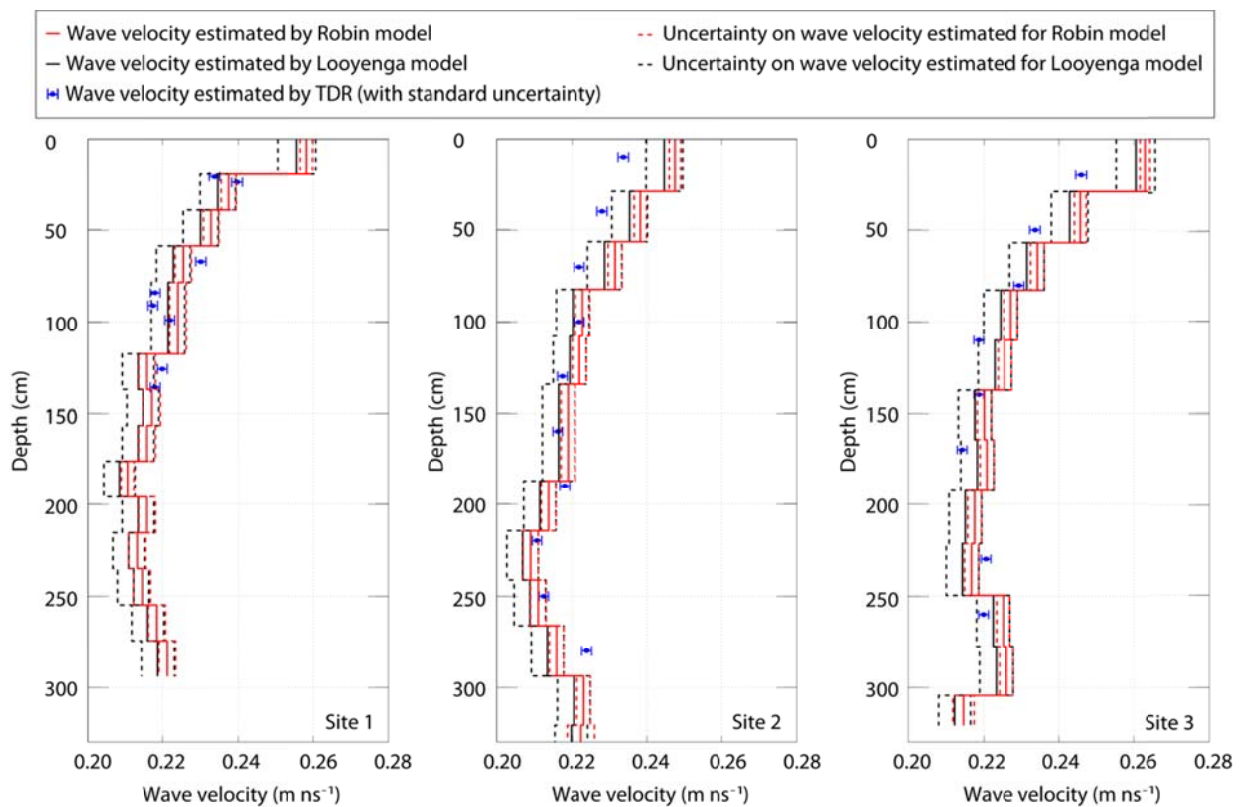 Wave velocity estimated by Robin model
Uncertainty on wave velocity estimated for Robin model
Wave velocity estimated by Looyenga model
Uncertainty on wave velocity estimated for Looyenga model
Wave velocity estimated by TDR (with standard uncertainty)
0
50
100
150
200
250
300
Depth (cm)
Site 1
0.20 0.22 0.24 0.26 0.28
Wave velocity (m ns⁻¹)
0
50
100
150
200
250
300
Depth (cm)
Site 2
0.20 0.22 0.24 0.26 0.28
Wave velocity (m ns⁻¹)
0
50
100
150
200
250
300
Depth (cm)
Site 3
0.20 0.22 0.24 0.26 0.28
Wave velocity (m ns⁻¹)